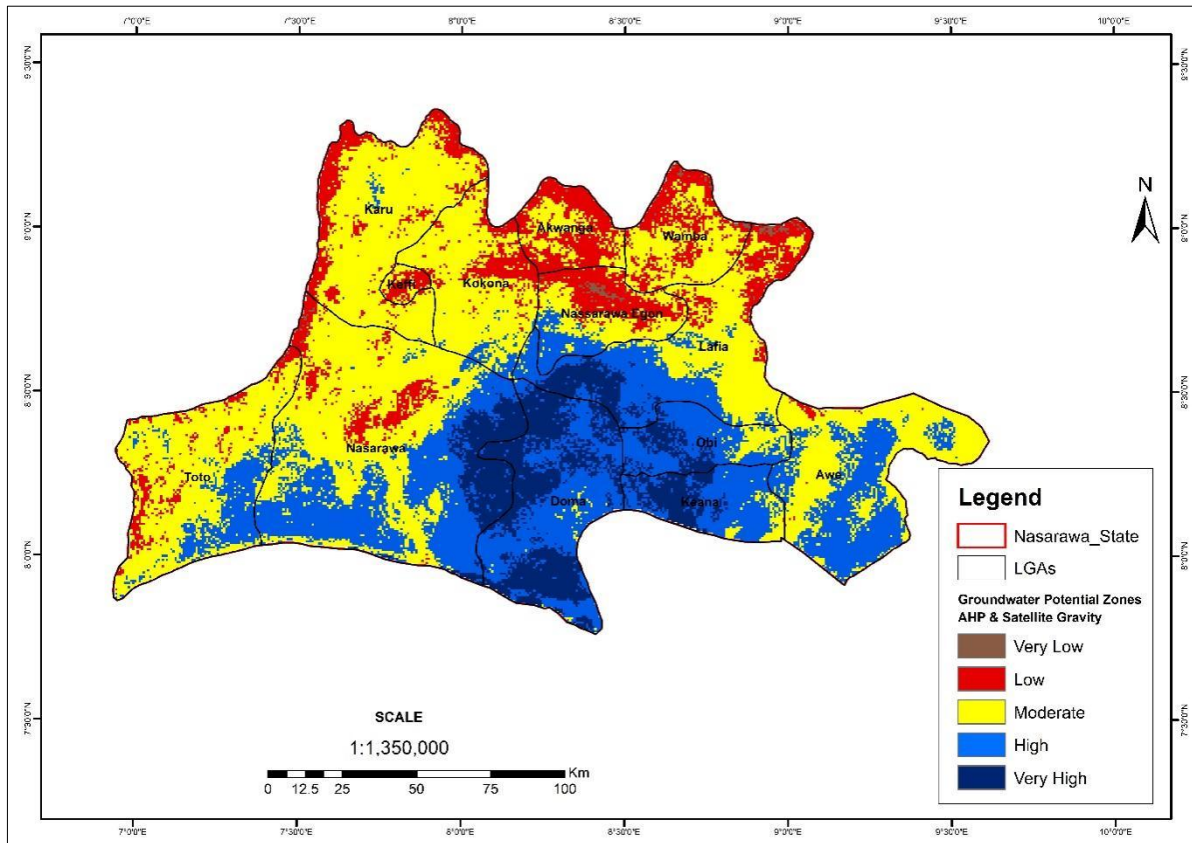 7°0'0"E 7°30'0"E 8°0'0"E 8°30'0"E 9°0'0"E 9°30'0"E 10°0'0"E
9°30'0"N
9°30'0"N
N
Karu
Akwanga
Wamba
9°0'0"N
9°0'0"N
Keffi
Kokona
Nassarawa Egon
Lafia
8°30'0"N
8°30'0"N
Nasarawa
Obi
Toto
Awe
Doma
Keana
8°0'0"N
8°0'0"N
Legend
Nasarawa_State
LGAs
Groundwater Potential Zones
AHP & Satellite Gravity
Very Low
Low
Moderate
High
Very High
7°30'0"N
7°30'0"N
SCALE
1:1,350,000
Km
0 12.5 25 50 75 100
7°0'0"E 7°30'0"E 8°0'0"E 8°30'0"E 9°0'0"E 9°30'0"E 10°0'0"E